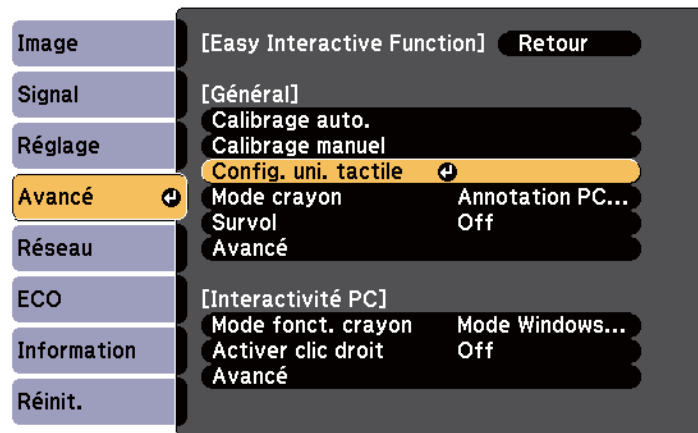 Image
Signal
Réglage
Avancé
Réseau
ECO
Information
Réinit.
[Easy Interactive Function] Retour
[Général]
Calibrage auto.
Calibrage manuel
Config. uni. tactile
Mode crayon Annotation PC...
Survol Off
Avancé
[Interactivité PC]
Mode fonct. crayon Mode Windows...
Activer clic droit Off
Avancé